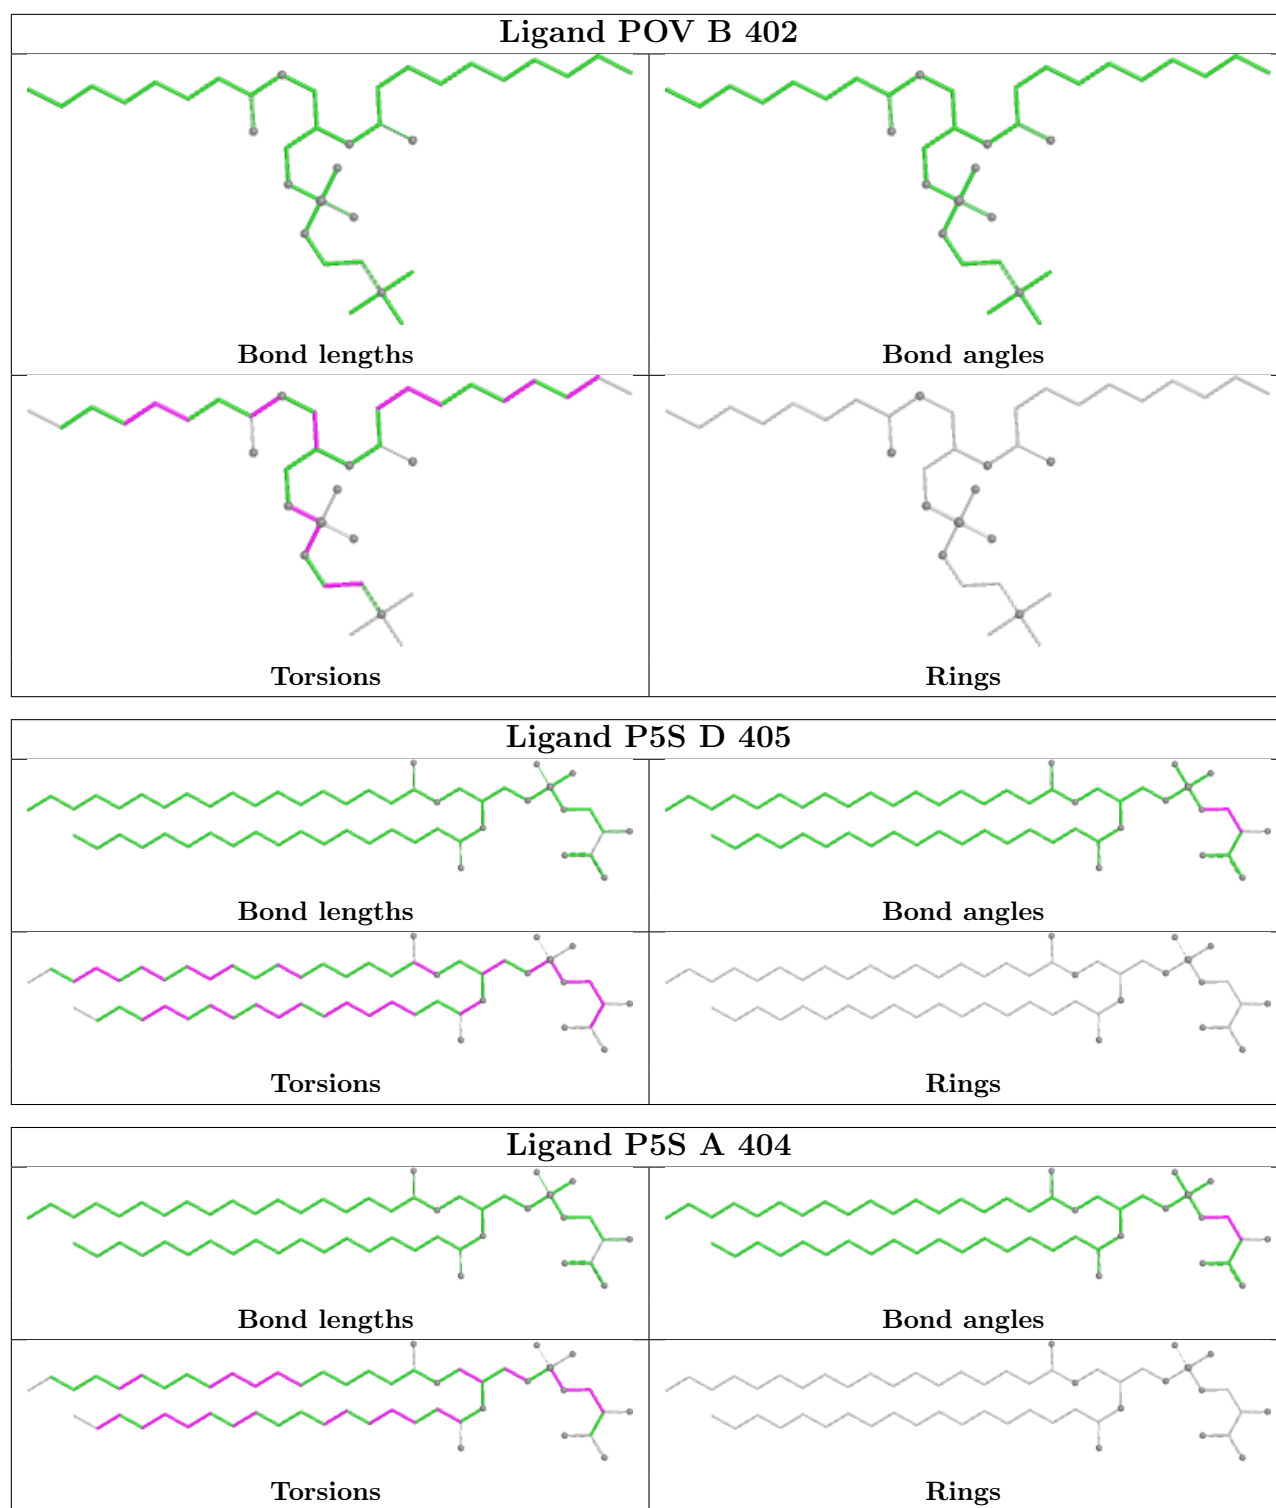 Ligand POV B 402
Bond lengths
Bond angles
Torsions
Rings
Ligand P5S D 405
Bond lengths
Bond angles
Torsions
Rings
Ligand P5S A 404
Bond lengths
Bond angles
Torsions
Rings